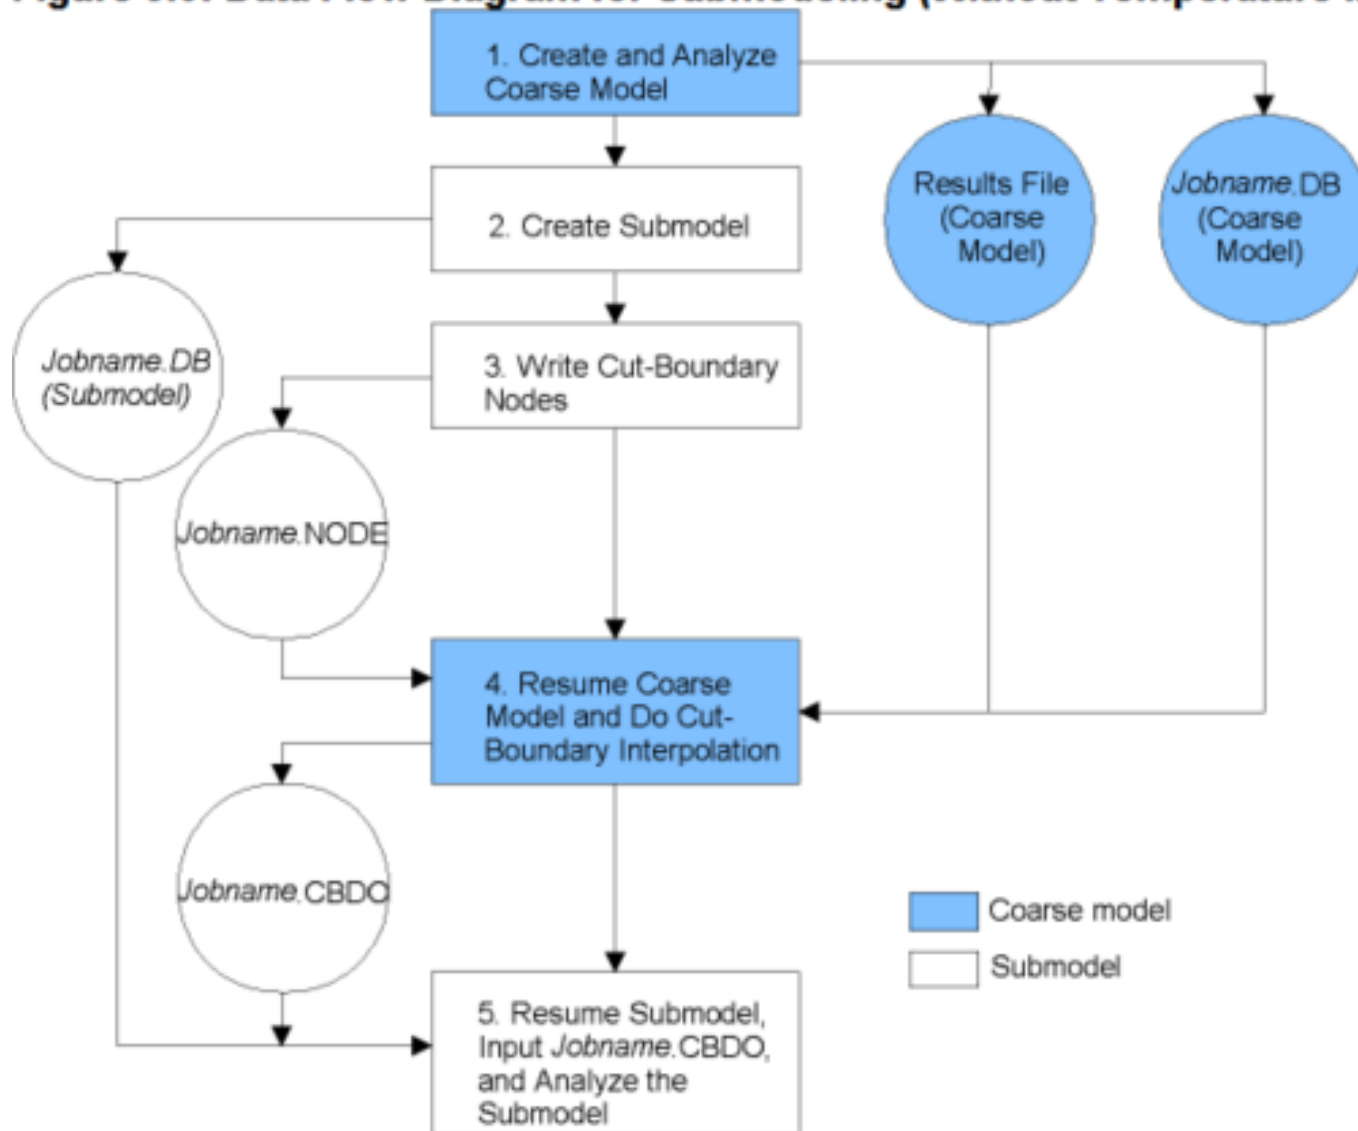 1. Create and Analyze
Coarse Model
Results File
(Coarse
Model)
Jobname.DB
(Coarse
Model)
2. Create Submodel
Jobname.DB
(Submodel)
3. Write Cut-Boundary
Nodes
Jobname.NODE
4. Resume Coarse
Model and Do Cut-
Boundary Interpolation
Jobname.CBDO
Coarse model
Submodel
5. Resume Submodel,
Input Jobname.CBDO,
and Analyze the
Submodel